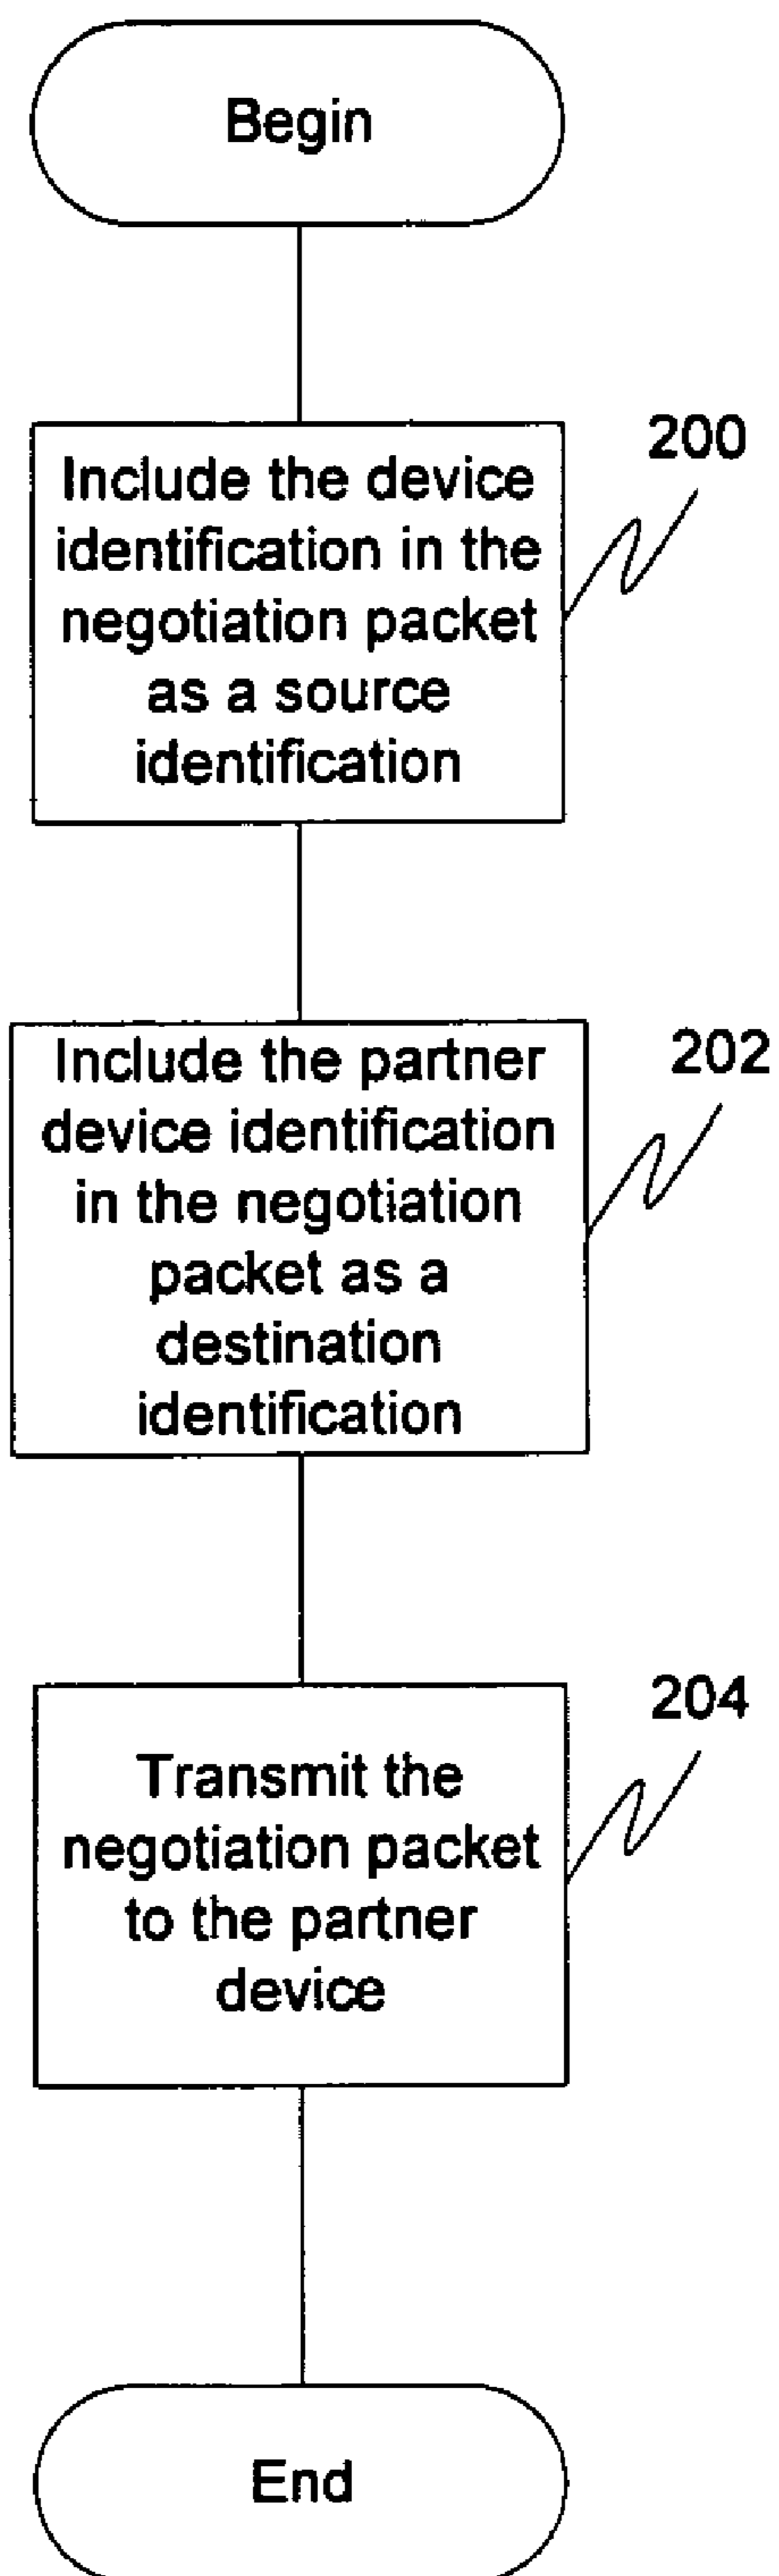 Begin
200
Include the device
identification in the
negotiation packet
as a source
identification
202
Include the partner
device identification
in the negotiation
packet as a
destination
identification
204
Transmit the
negotiation packet
to the partner
device
End